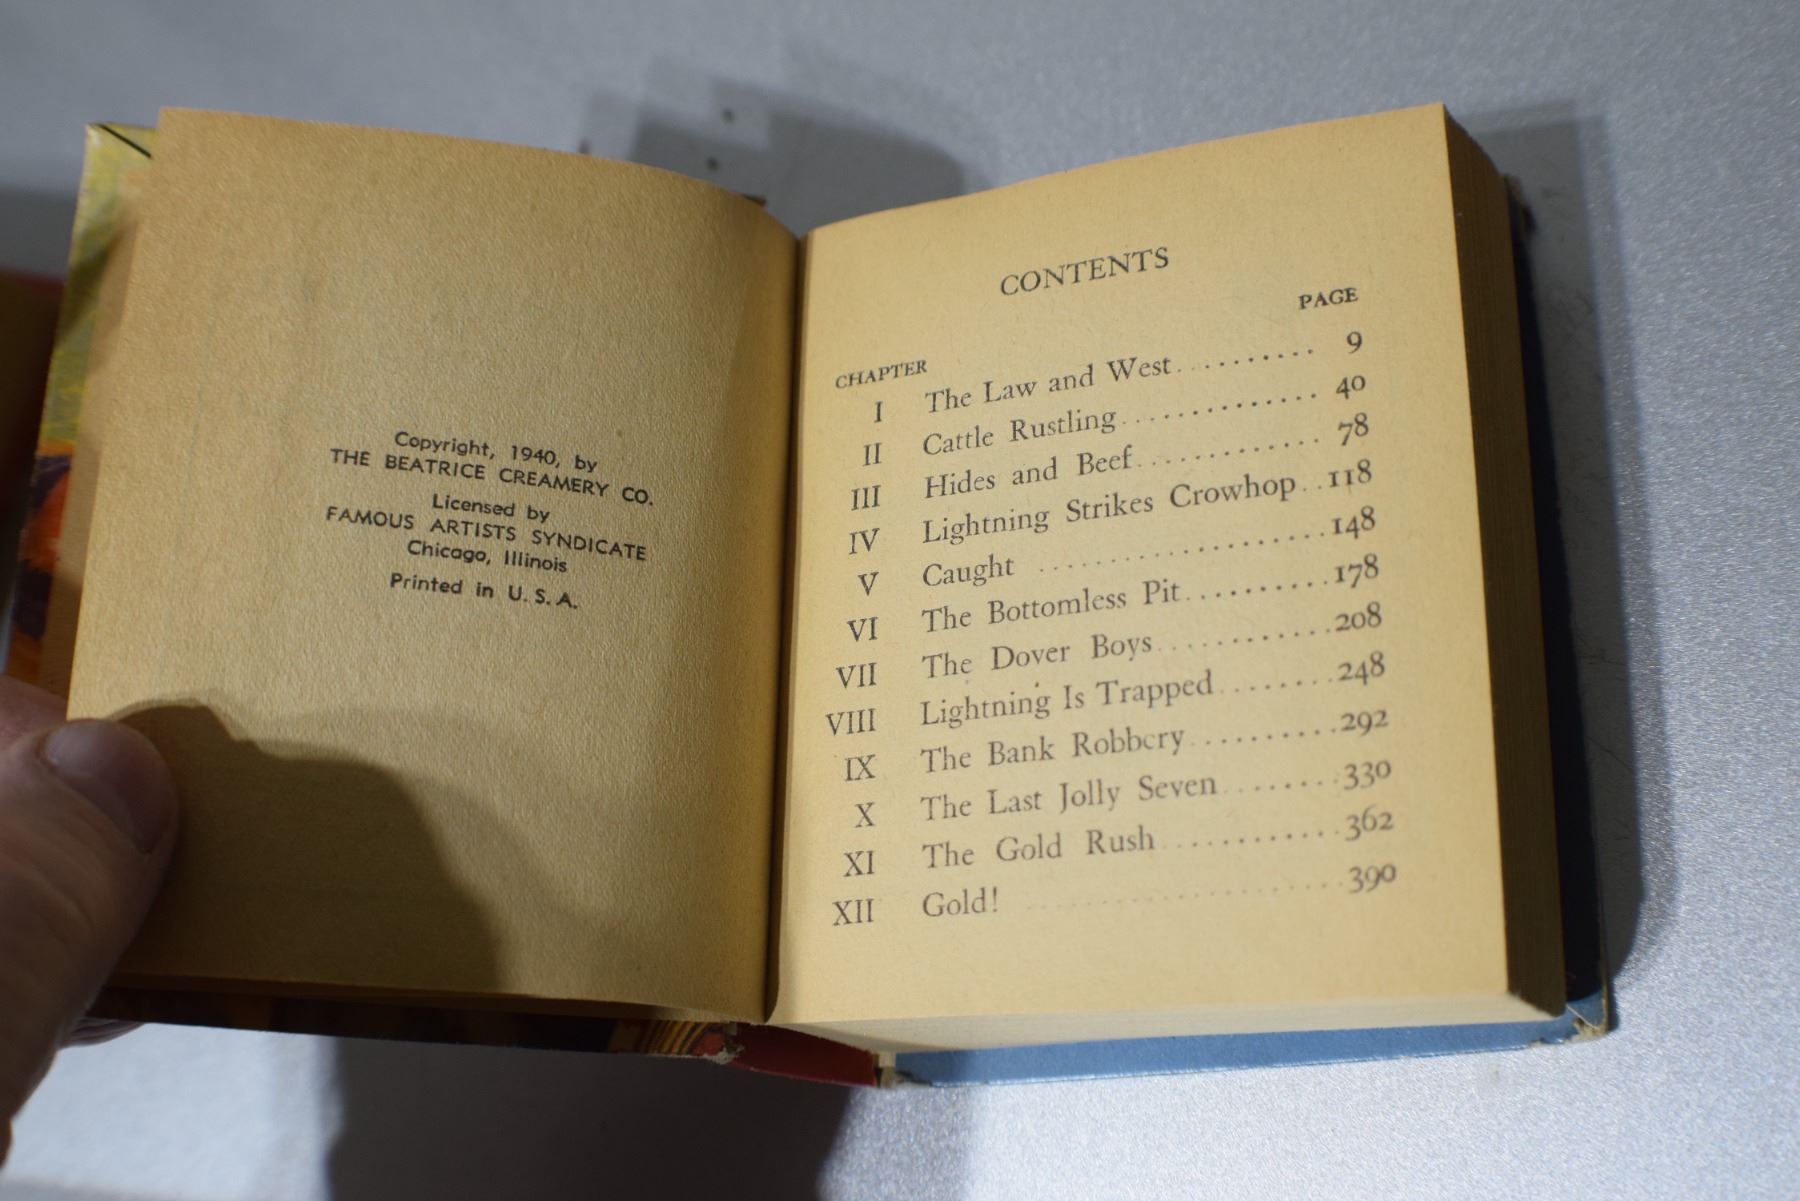 Copyright, 1940, by
THE BEATRICE CREAMERY CO.
Licensed by
FAMOUS ARTISTS SYNDICATE
Chicago, Illinois
Printed in U. S. A.
CONTENTS
CHAPTER PAGE
I The Law and West.......... 9
II Cattle Rustling.............. 40
III Hides and Beef............ 78
IV Lightning Strikes Crowhop..118
V Caught ....................148
VI The Bottomless Pit..........178
VII The Dover Boys............208
VIII Lightning Is Trapped........248
IX The Bank Robbery..........292
X The Last Jolly Seven........330
XI The Gold Rush............362
XII Gold! ......................390